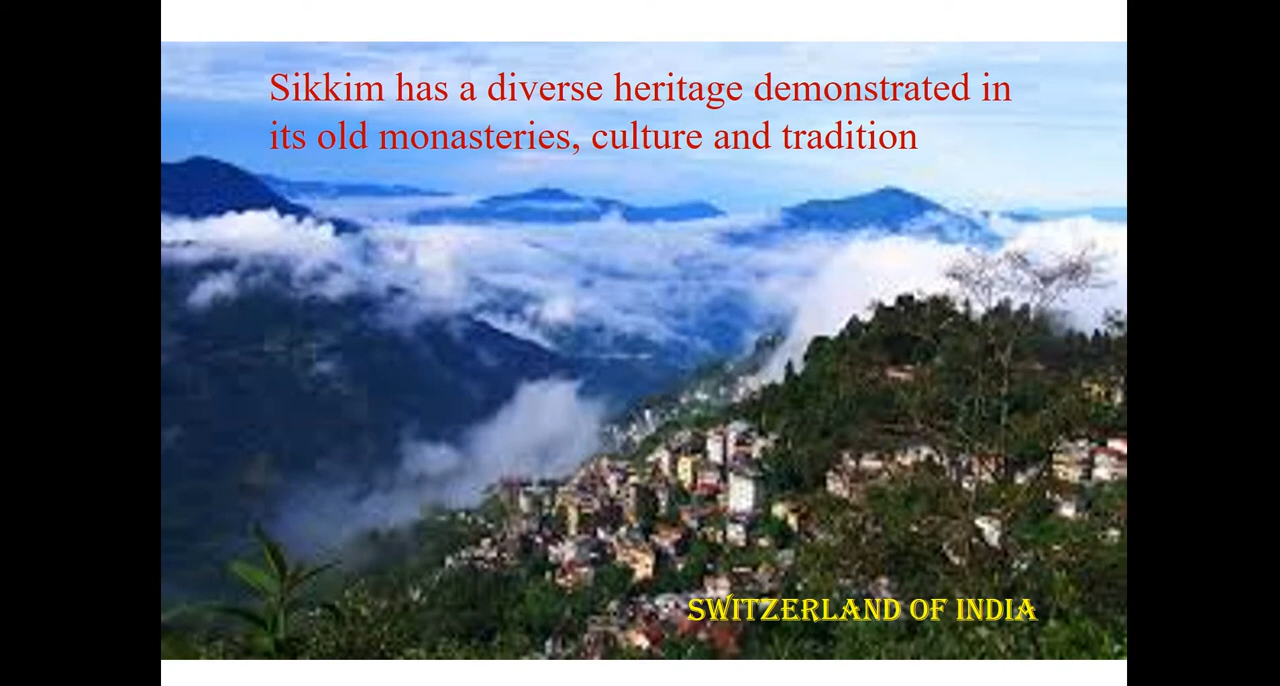 Sikkim has a diverse heritage demonstrated in
its old monasteries, culture and tradition
SWITZERLAND OF INDIA